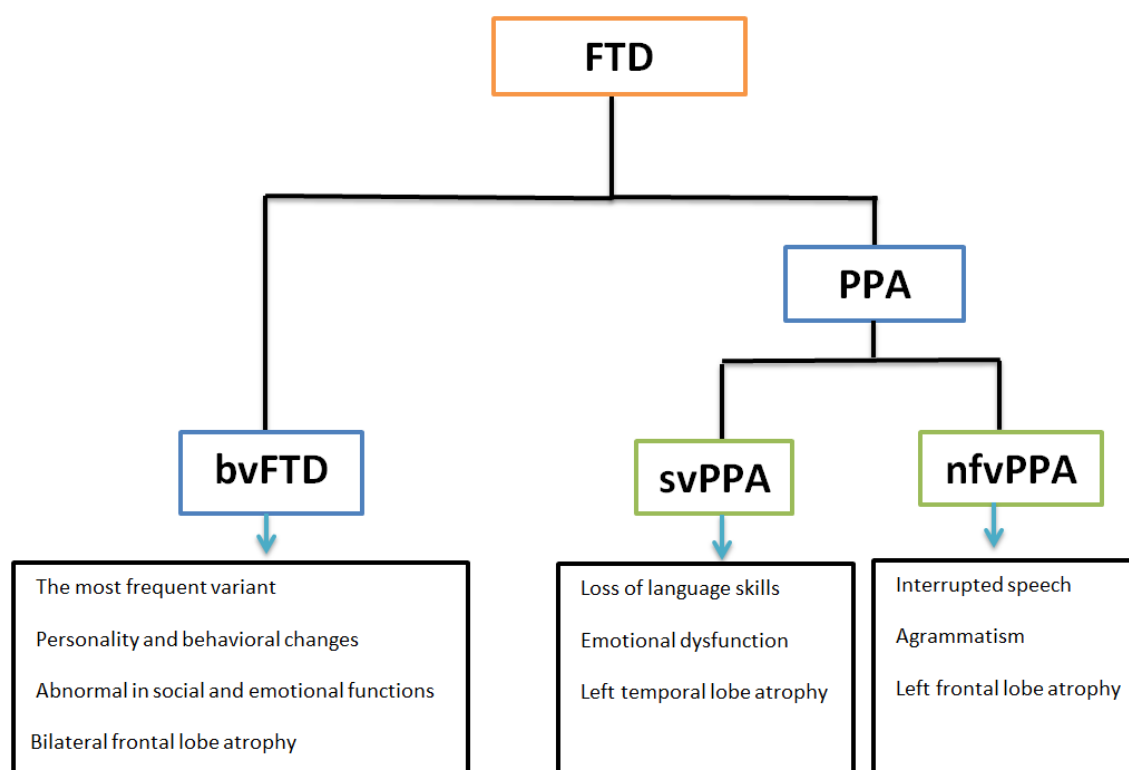 FTD
PPA
bvFTD
svPPA
nfvPPA
The most frequent variant
Personality and behavioral changes
Abnormal in social and emotional functions
Bilateral frontal lobe atrophy
Loss of language skills
Emotional dysfunction
Left temporal lobe atrophy
Interrupted speech
Agrammatism
Left frontal lobe atrophy